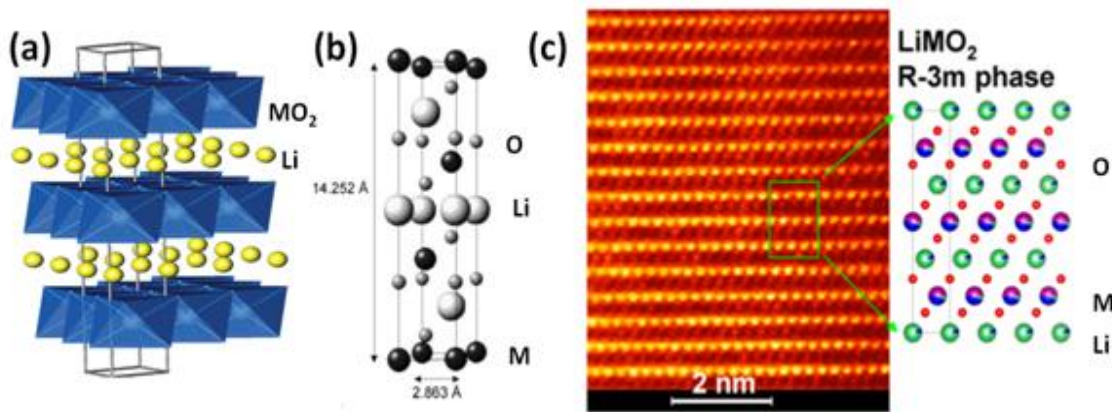 (a)
MO2
Li
(b)
14.252 Å
2.863 Å
O
Li
M
(c)
2 nm
LiMO2
R-3m phase
O
M
Li